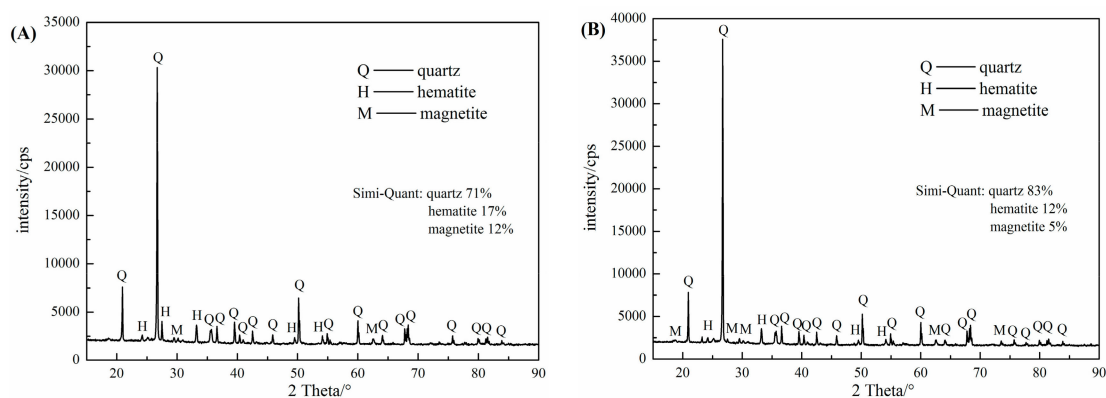 (A)
35000
30000
25000
20000
15000
10000
5000
0
intensity/cps
Q
Q quartz
H hematite
M magnetite
Simi-Quant: quartz 71%
hematite 17%
magnetite 12%
Q H H M H Q Q Q Q Q Q H Q H Q Q M Q Q Q Q Q Q
20 30 40 50 60 70 80 90
2 Theta/°
(B)
40000
35000
30000
25000
20000
15000
10000
5000
0
intensity/cps
Q
Q quartz
H hematite
M magnetite
Simi-Quant: quartz 83%
hematite 12%
magnetite 5%
M Q H M M H Q Q Q Q Q Q H Q H Q Q M Q Q Q M Q Q Q Q Q
20 30 40 50 60 70 80 90
2 Theta/°